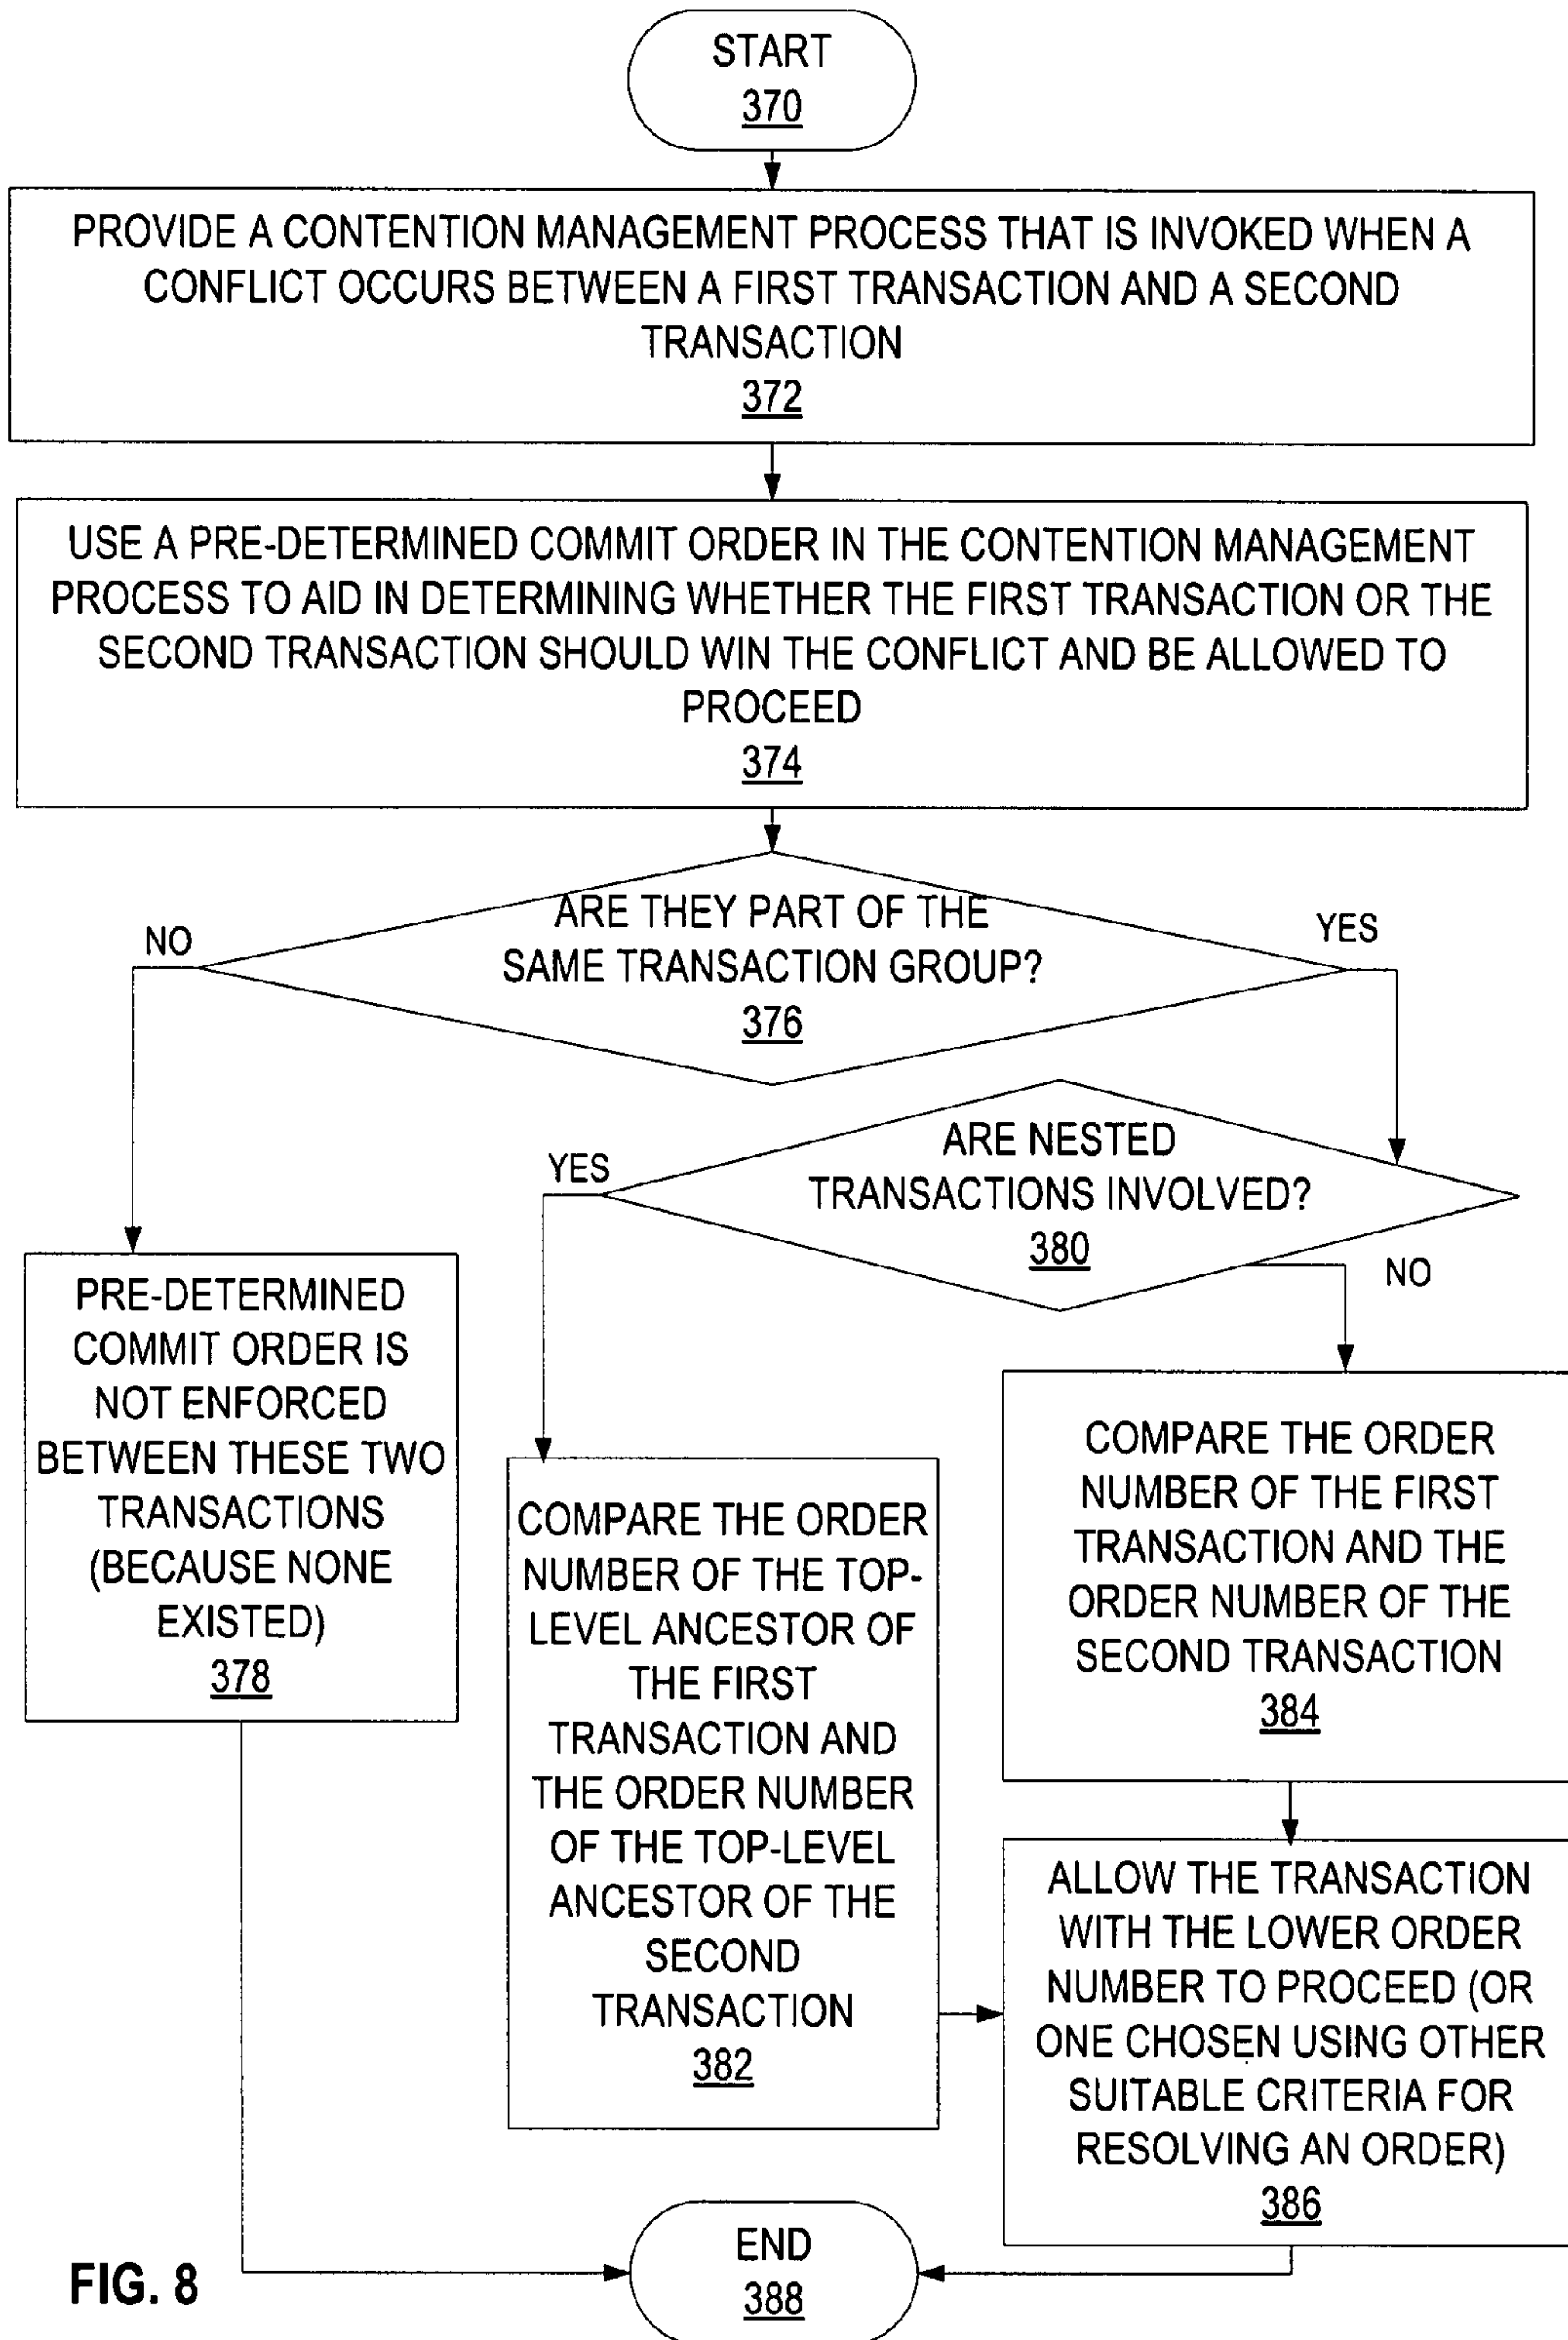 START
370
PROVIDE A CONTENTION MANAGEMENT PROCESS THAT IS INVOKED WHEN A
CONFLICT OCCURS BETWEEN A FIRST TRANSACTION AND A SECOND
TRANSACTION
372
USE A PRE-DETERMINED COMMIT ORDER IN THE CONTENTION MANAGEMENT
PROCESS TO AID IN DETERMINING WHETHER THE FIRST TRANSACTION OR THE
SECOND TRANSACTION SHOULD WIN THE CONFLICT AND BE ALLOWED TO
PROCEED
374
ARE THEY PART OF THE
SAME TRANSACTION GROUP?
376
NO
YES
ARE NESTED
TRANSACTIONS INVOLVED?
380
YES
NO
PRE-DETERMINED
COMMIT ORDER IS
NOT ENFORCED
BETWEEN THESE TWO
TRANSACTIONS
(BECAUSE NONE
EXISTED)
378
COMPARE THE ORDER
NUMBER OF THE TOP-
LEVEL ANCESTOR OF
THE FIRST
TRANSACTION AND
THE ORDER NUMBER
OF THE TOP-LEVEL
ANCESTOR OF THE
SECOND
TRANSACTION
382
COMPARE THE ORDER
NUMBER OF THE FIRST
TRANSACTION AND THE
ORDER NUMBER OF THE
SECOND TRANSACTION
384
ALLOW THE TRANSACTION
WITH THE LOWER ORDER
NUMBER TO PROCEED (OR
ONE CHOSEN USING OTHER
SUITABLE CRITERIA FOR
RESOLVING AN ORDER)
386
END
388
FIG. 8